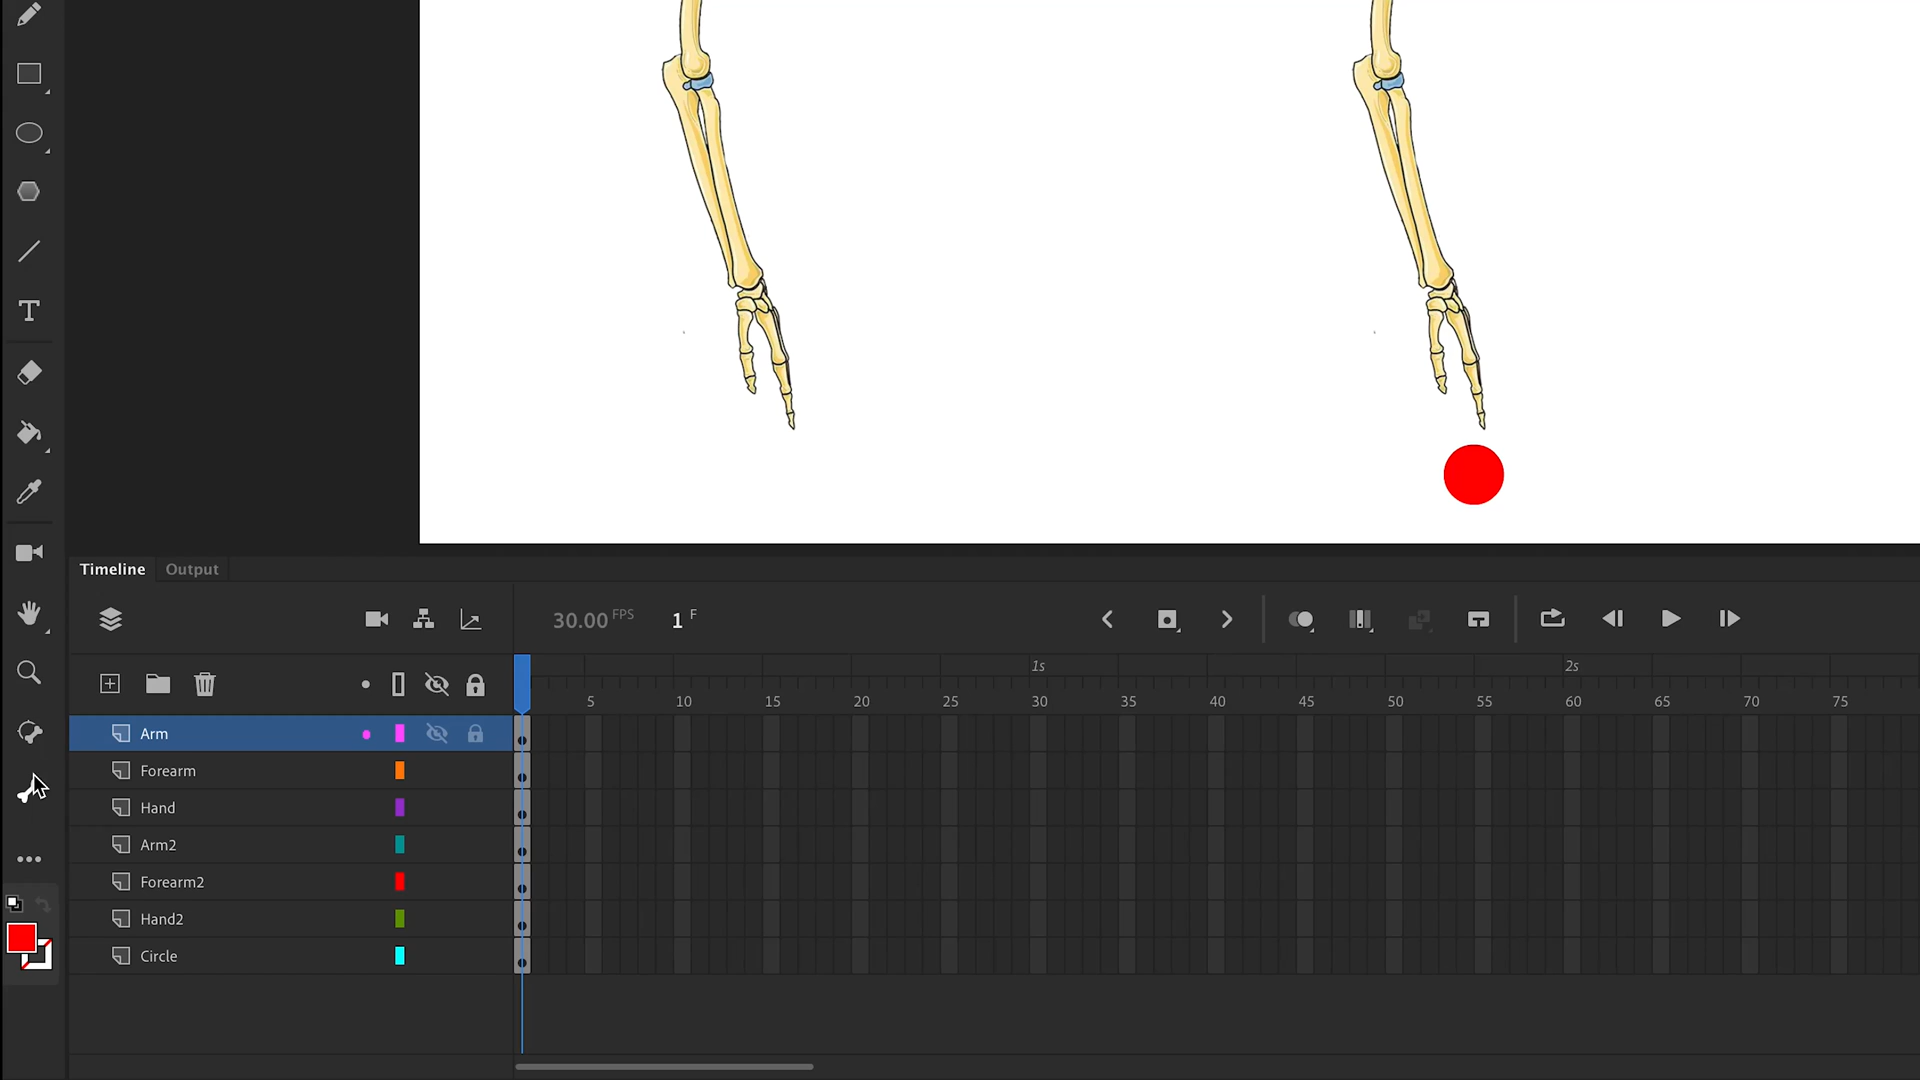 Timeline Output
30.00 FPS 1 F
1s 2s
5 10 15 20 25 30 35 40 45 50 55 60 65 70 75
Arm
Forearm
Hand
Arm2
Forearm2
Hand2
Circle